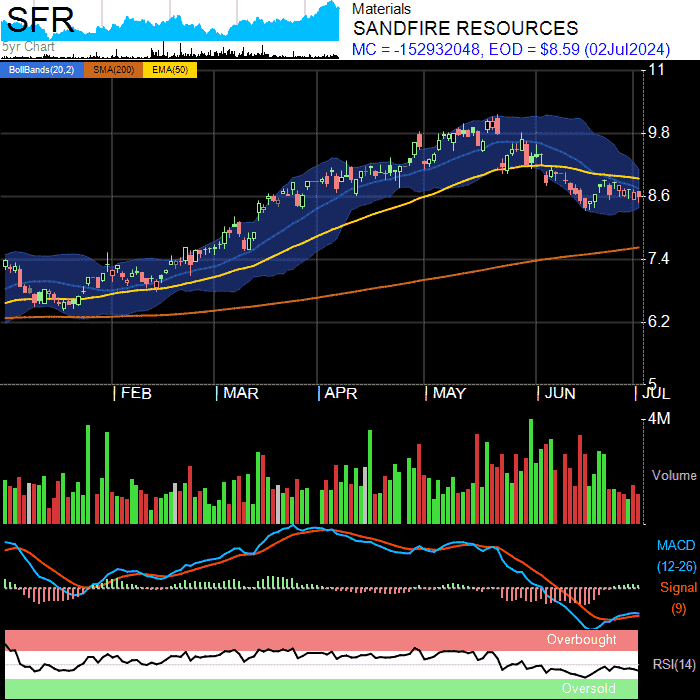 SFR
5yr Chart
Materials
SANDFIRE RESOURCES
MC = -152932048, EOD = $8.59 (02Jul2024)
BollBands(20,2) SMA(200) EMA(50)
11
9.8
8.6
7.4
6.2
5
FEB MAR APR MAY JUN JUL
4M
Volume
MACD
(12-26)
Signal
(9)
Overbought
RSI(14)
Oversold